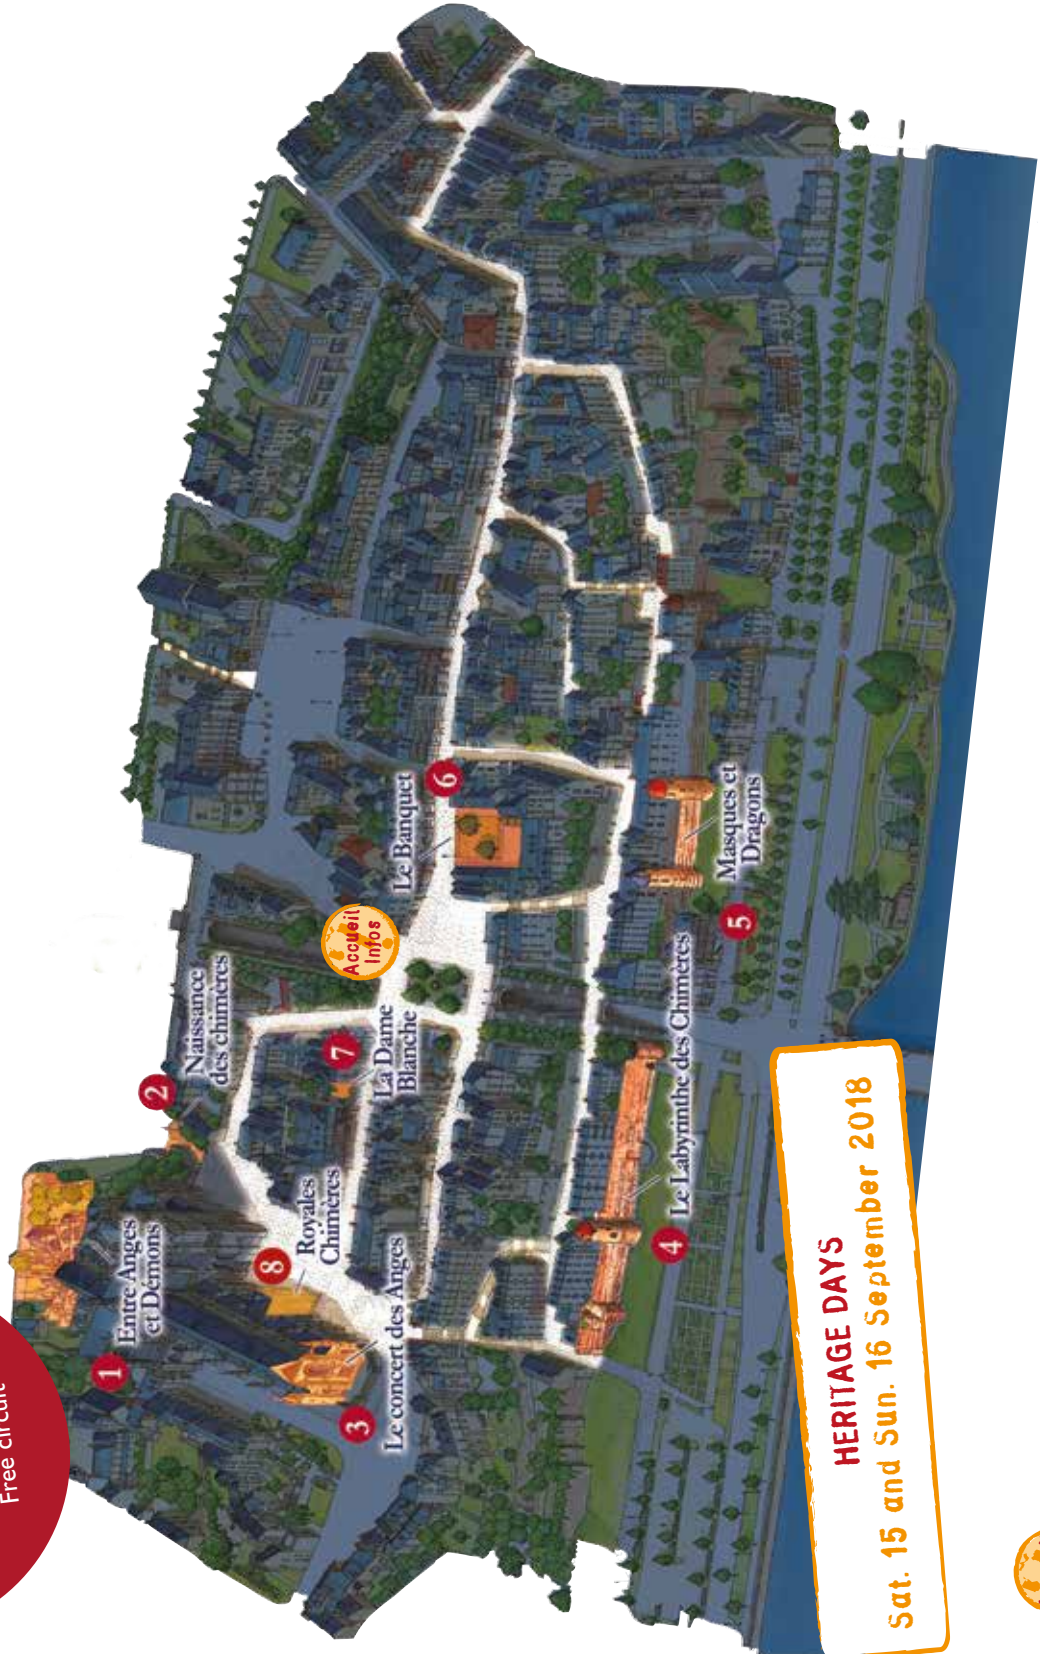 Free circuit
1
Entre Anges
et Démons
2
Naissance
des chimères
3
Le concert des Anges
8
Royales
Chimères
7
La Dame
Blanche
Accueil
Infos
Le Banquet
6
4
Le Labyrinthe des Chimères
5
Masques et
Dragons
HERITAGE DAYS
Sat. 15 and Sun. 16 September 2018